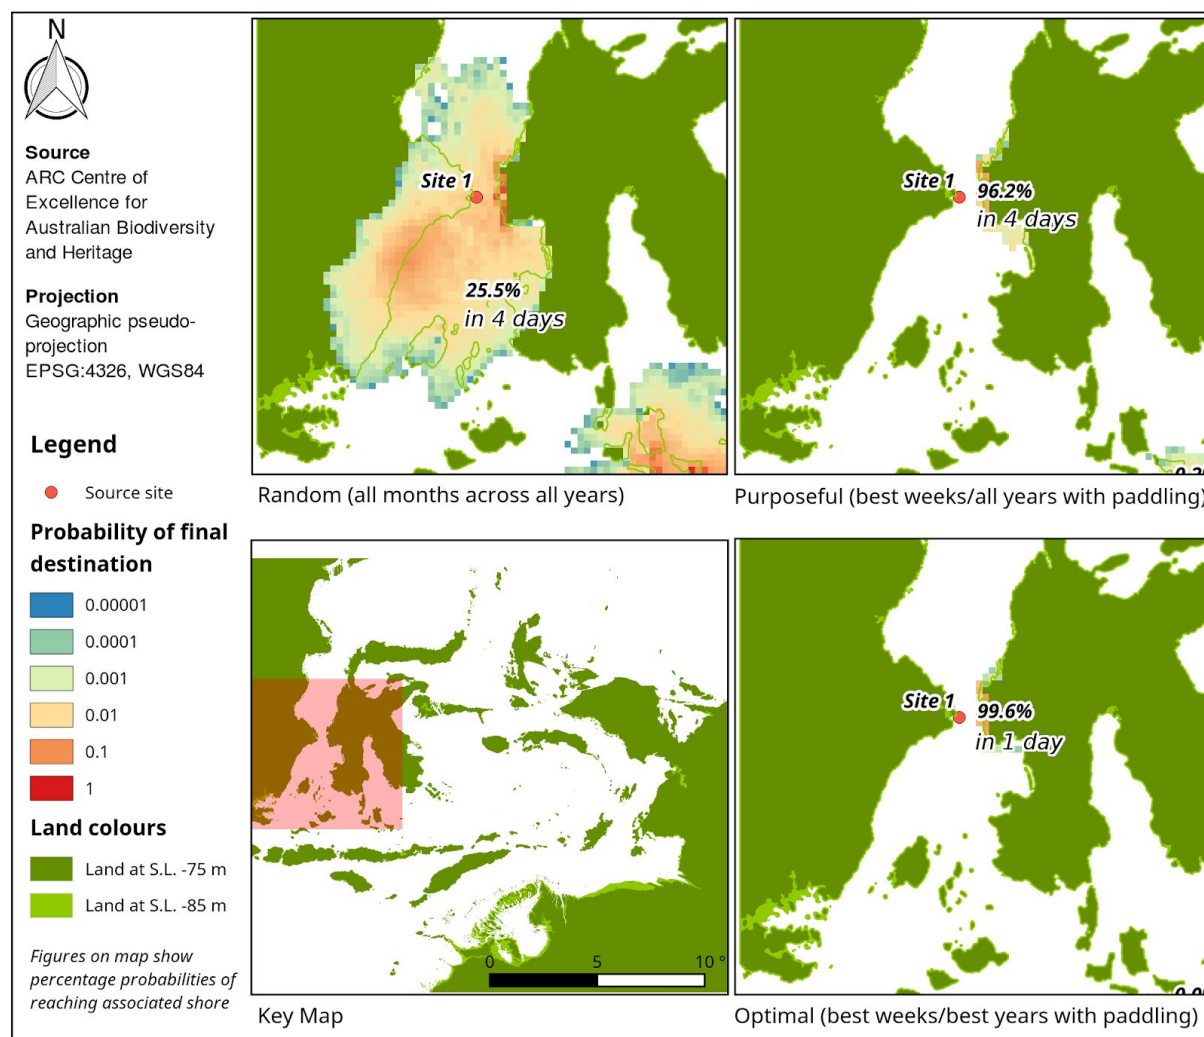 N
Source
ARC Centre of
Excellence for
Australian Biodiversity
and Heritage
Projection
Geographic pseudo-
projection
EPSG:4326, WGS84
Legend
Source site
Probability of final
destination
0.00001
0.0001
0.001
0.01
0.1
1
Land colours
Land at S.L. -75 m
Land at S.L. -85 m
Figures on map show
percentage probabilities of
reaching associated shore
Site 1
25.5%
in 4 days
Random (all months across all years)
Site 1
96.2%
in 4 days
Purposeful (best weeks/all years with paddling)
0 5 10 °
Key Map
Site 1
99.6%
in 1 day
Optimal (best weeks/best years with paddling)